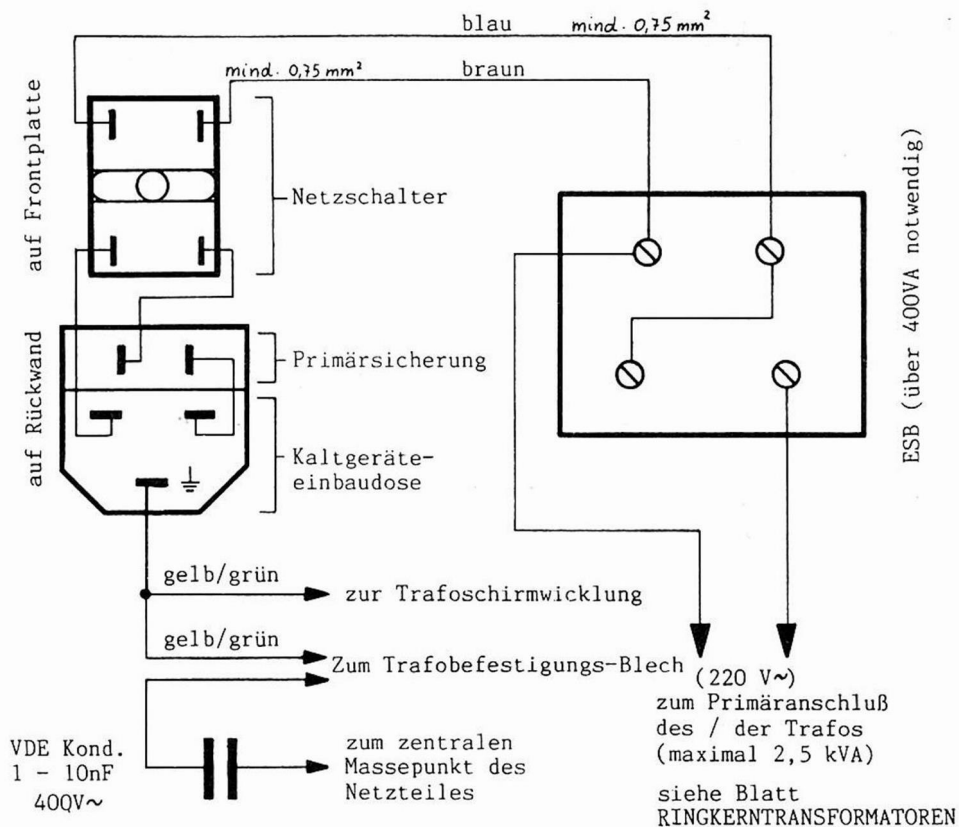 blau mind. 0,75 mm²
mind. 0,75 mm² braun
auf Frontplatte
Netzschalter
auf Rückwand
Primärsicherung
Kaltgeräte-
einbaudose
ESB (über 400VA notwendig)
gelb/grün
zur Trafoschirmwicklung
gelb/grün
Zum Trafobefestigungs-Blech
VDE Kond.
1 - 10nF
400V~
zum zentralen
Massepunkt des
Netzteiles
(220 V~)
zum Primäranschluß
des / der Trafos
(maximal 2,5 kVA)
siehe Blatt
RINGKERNTRANSFORMATOREN